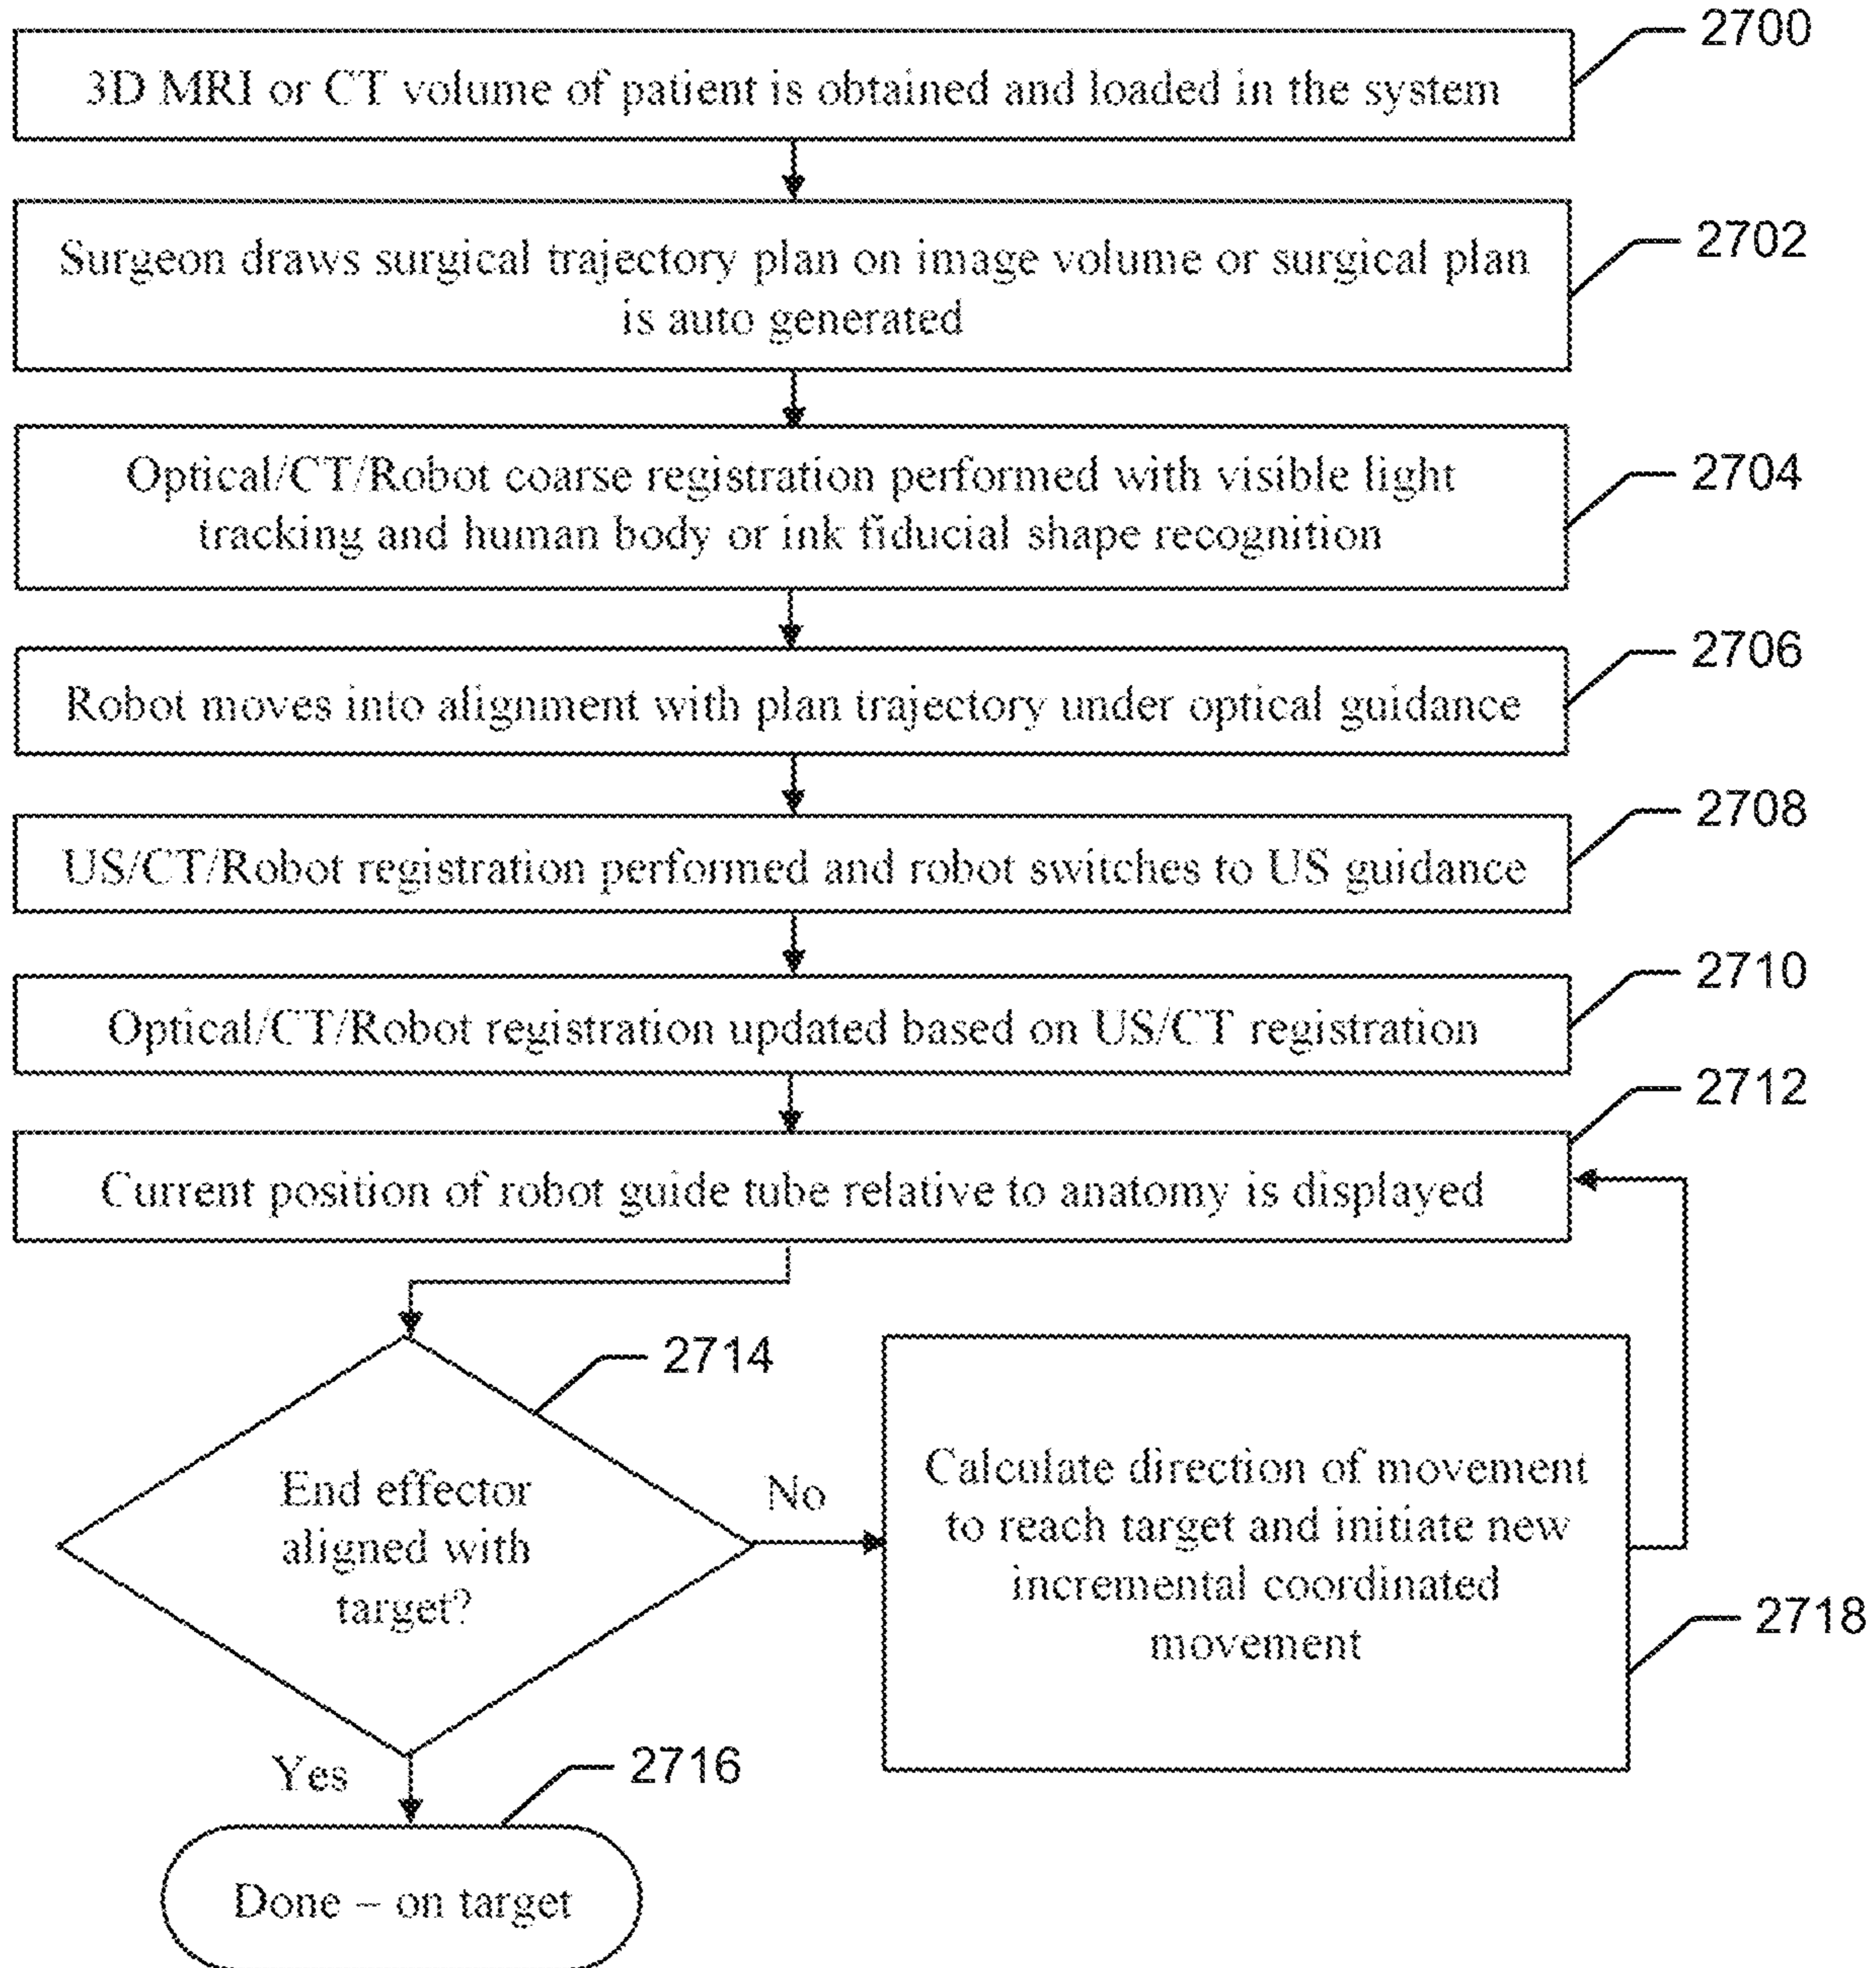 2700
3D MRI or CT volume of patient is obtained and loaded in the system
2702
Surgeon draws surgical trajectory plan on image volume or surgical plan
is auto generated
2704
Optical/CT/Robot coarse registration performed with visible light
tracking and human body or ink fiducial shape recognition
2706
Robot moves into alignment with plan trajectory under optical guidance
2708
US/CT/Robot registration performed and robot switches to US guidance
2710
Optical/CT/Robot registration updated based on US/CT registration
2712
Current position of robot guide tube relative to anatomy is displayed
2714
End effector
aligned with
target?
No
Calculate direction of movement
to reach target and initiate new
incremental coordinated
movement
2718
Yes
2716
Done – on target